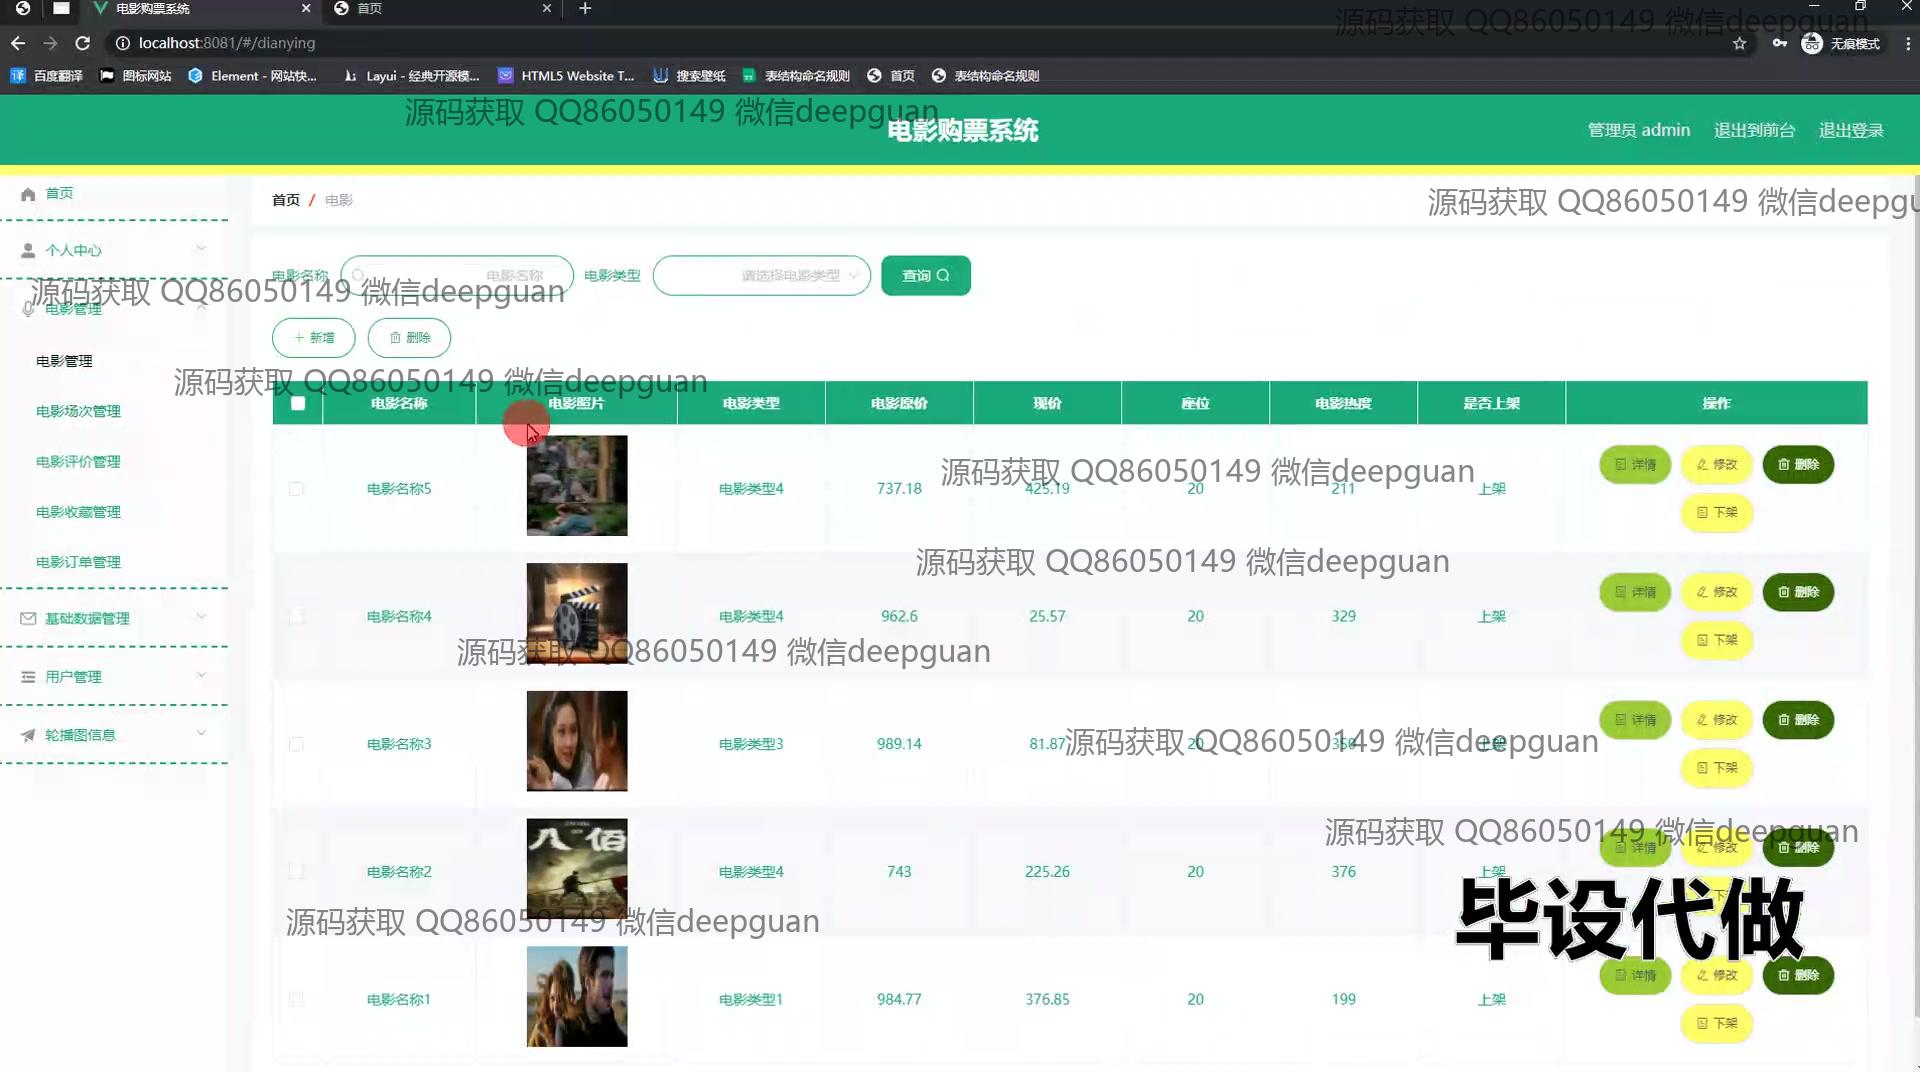 电影购票系统
首页
源码获取 QQ86050149 微信deepguan
localhost:8081/#/dianying
无痕模式
百度翻译 图标网站 Element - 网站快... Layui - 经典开源模... HTML5 Website T... 搜索壁纸 表结构命名规则 首页 表结构命名规则
源码获取 QQ86050149 微信deepguan
电影购票系统
管理员 admin 退出到前台 退出登录
首页
首页 / 电影
源码获取 QQ86050149 微信deepgu
个人中心
电影名称 电影名称 电影类型 请选择电影类型 查询
源码获取 QQ86050149 微信deepguan
电影管理
新增 删除
电影管理
源码获取 QQ86050149 微信deepguan
电影名称 电影照片 电影类型 电影原价 现价 座位 电影热度 是否上架 操作
电影场次管理
电影评价管理
源码获取 QQ86050149 微信deepguan
电影名称5 电影类型4 737.18 425.19 20 211 上架 详情 修改 删除
下架
电影收藏管理
电影订单管理
源码获取 QQ86050149 微信deepguan
电影名称4 电影类型4 962.6 25.57 20 329 上架 详情 修改 删除
下架
基础数据管理
源码获取 QQ86050149 微信deepguan
用户管理
轮播图信息
电影名称3 电影类型3 989.14 81.87 20 上架 详情 修改 删除
源码获取 QQ86050149 微信deepguan
下架
源码获取 QQ86050149 微信deepguan
八佰
电影名称2 电影类型4 743 225.26 20 376 上架 详情 修改 删除
下架
毕设代做
源码获取 QQ86050149 微信deepguan
电影名称1 电影类型1 984.77 376.85 20 199 上架 详情 修改 删除
下架